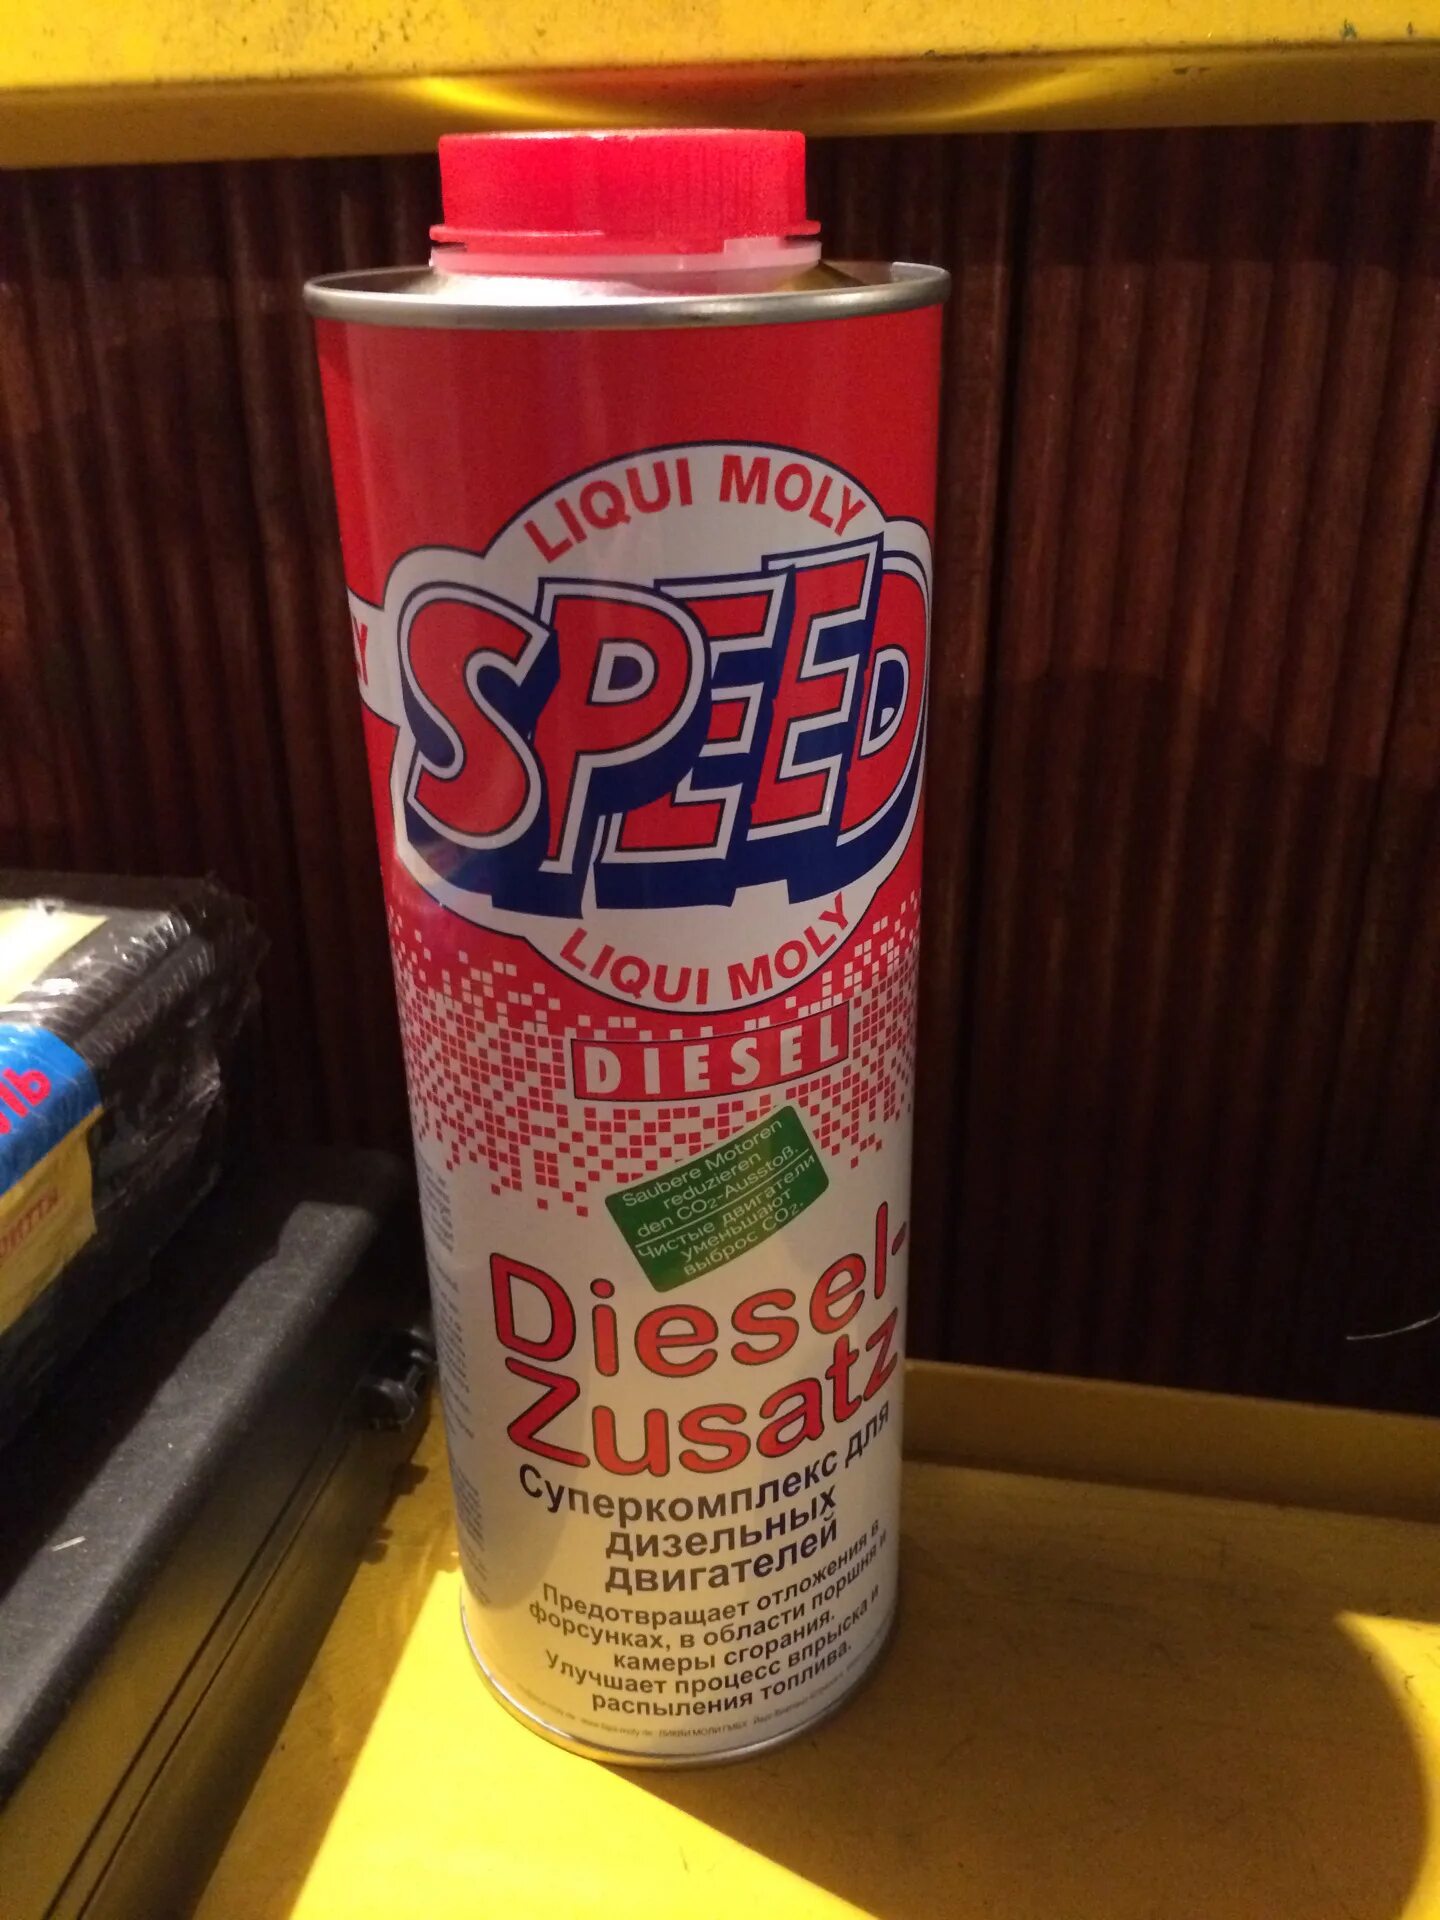 LIQUI MOLY
SPEED
LIQUI MOLY
DIESEL
Saubere Motoren
reduzieren
den CO2-Ausstoß.
Чистые двигатели
уменьшают
выброс CO2.
Diesel-
Zusatz
Суперкомплекс для
дизельных
двигателей
Предотвращает отложения в
форсунках, в области поршня и
камеры сгорания.
Улучшает процесс впрыска и
распыления топлива.